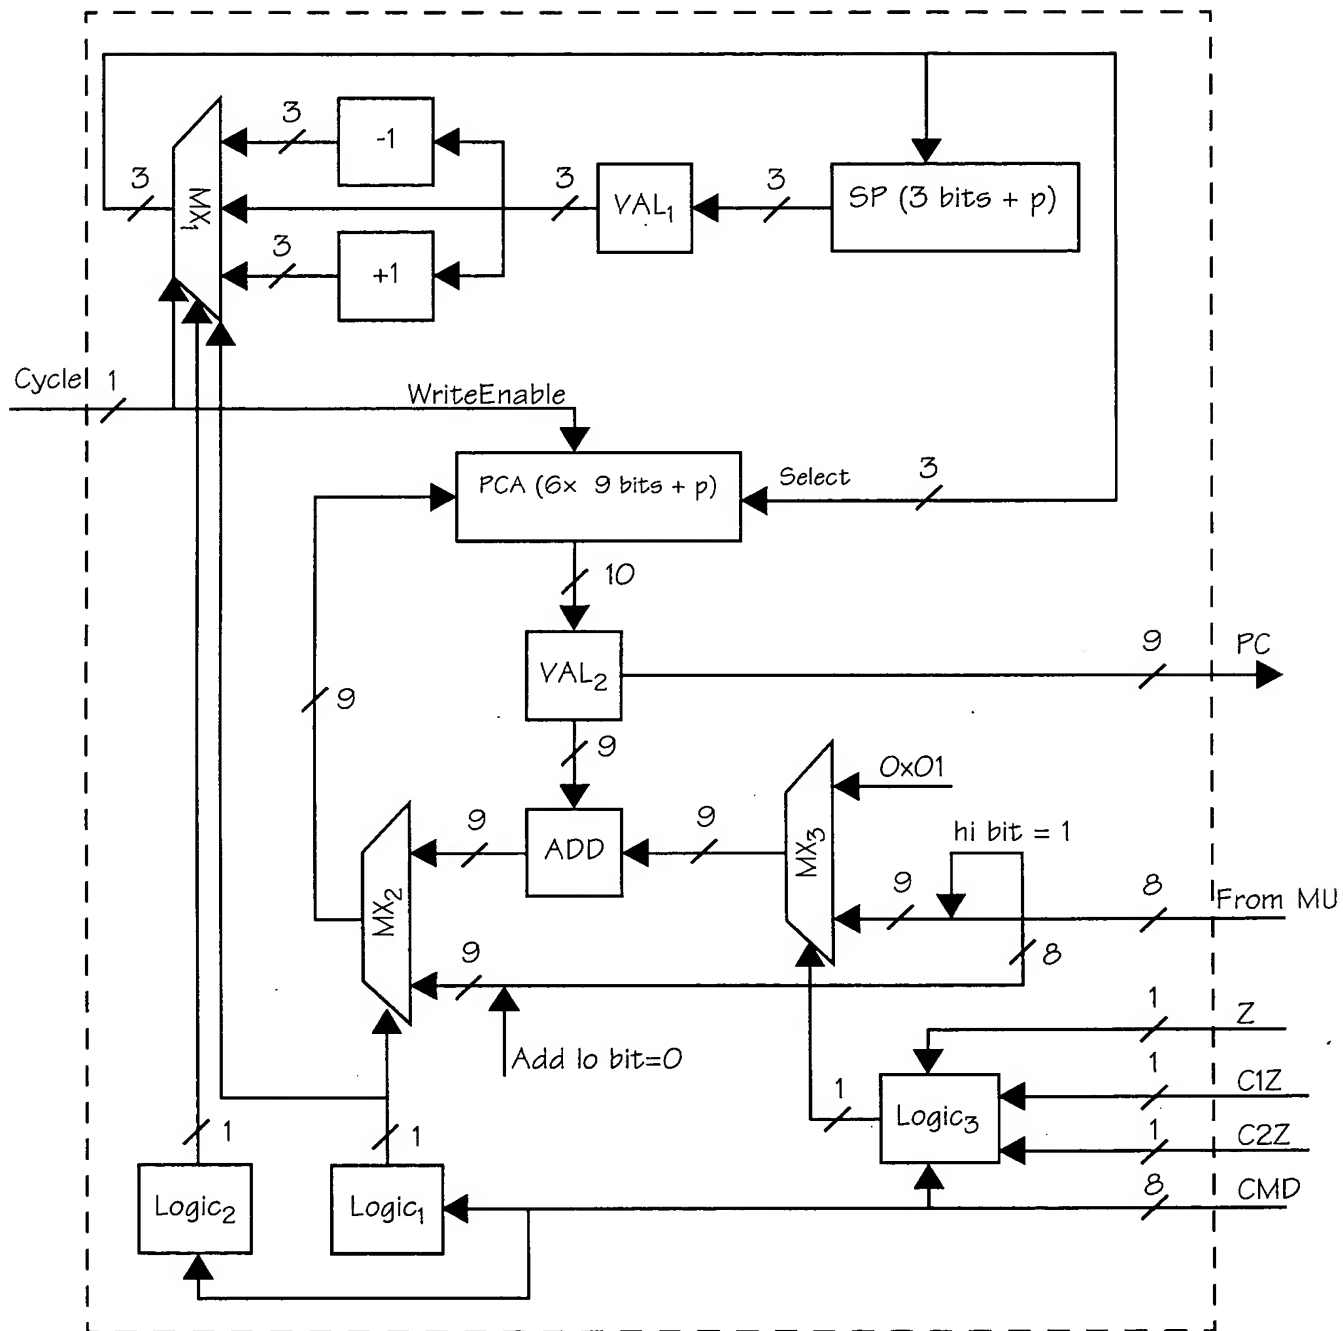 3
-1
3
MX1
3
VAL1
3
SP (3 bits + p)
3
+1
Cycle
1
WriteEnable
PCA (6x 9 bits + p)
Select
3
10
VAL2
9
PC
9
9
0x01
9
ADD
9
MX3
hi bit = 1
MX2
9
8
From MU
9
8
1
Z
Add lo bit=0
1
C1Z
1
Logic3
1
C2Z
1
1
8
CMD
Logic2
Logic1